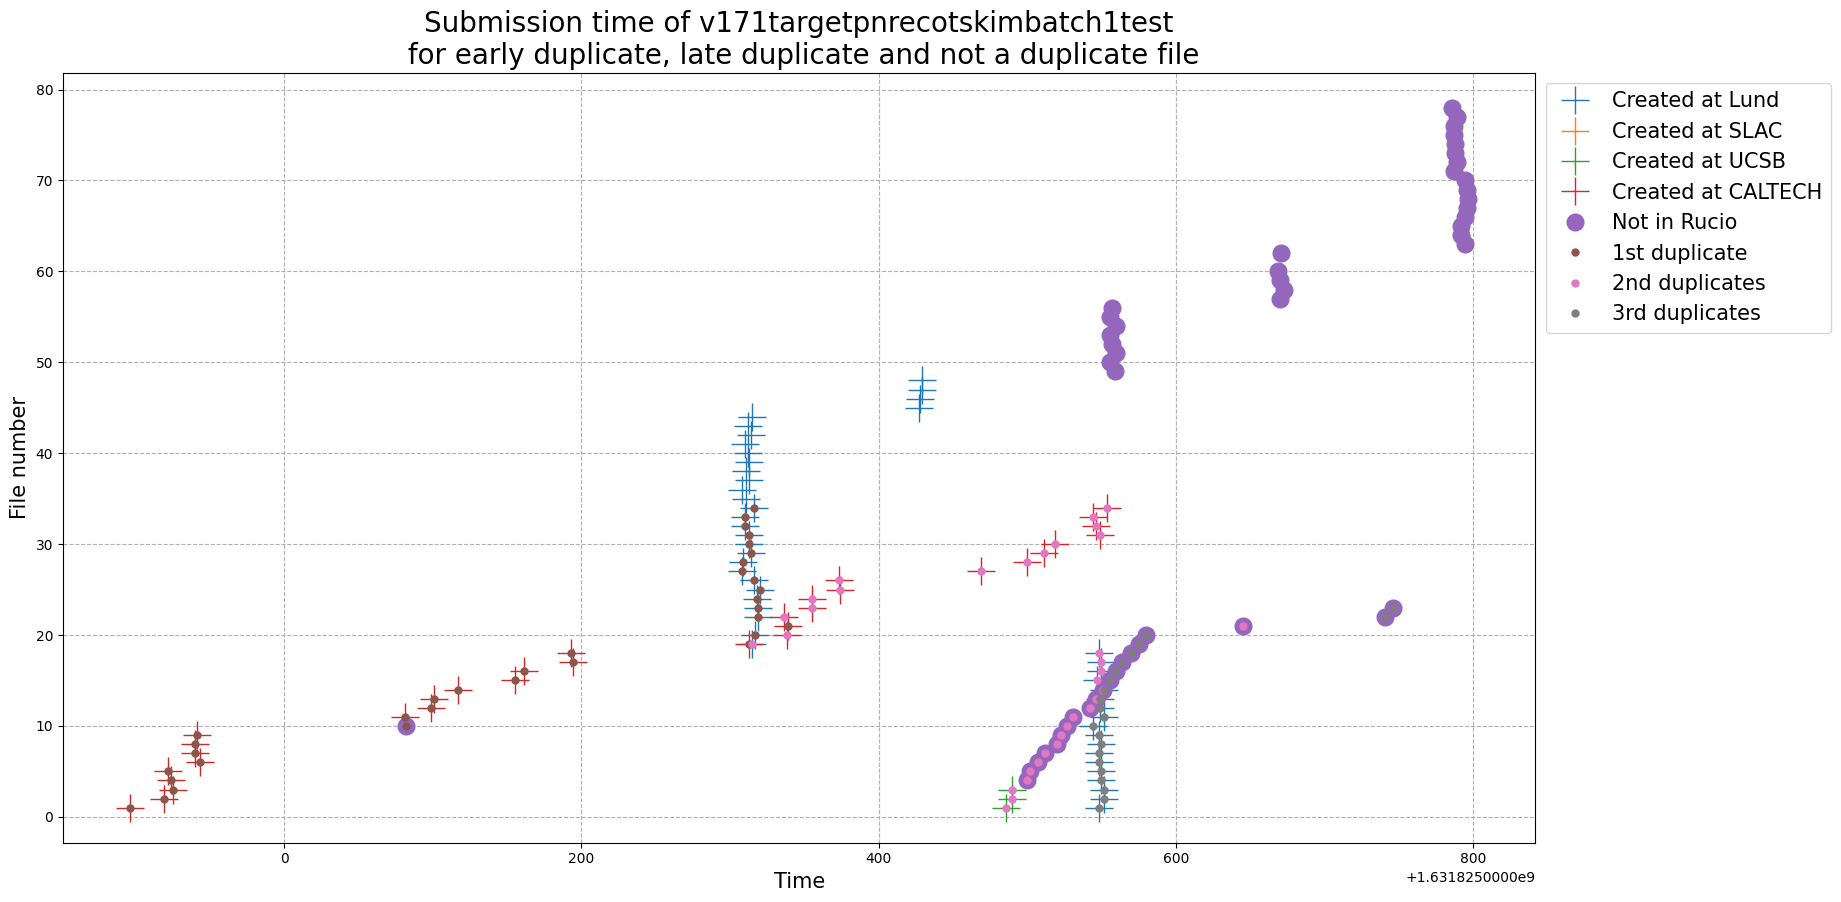 Submission time of v171targetpnrecotskimbatch1test
for early duplicate, late duplicate and not a duplicate file
File number
80
70
60
50
40
30
20
10
0
0
200
400
600
800
+1.6318250000e9
Time
Created at Lund
Created at SLAC
Created at UCSB
Created at CALTECH
Not in Rucio
1st duplicate
2nd duplicates
3rd duplicates